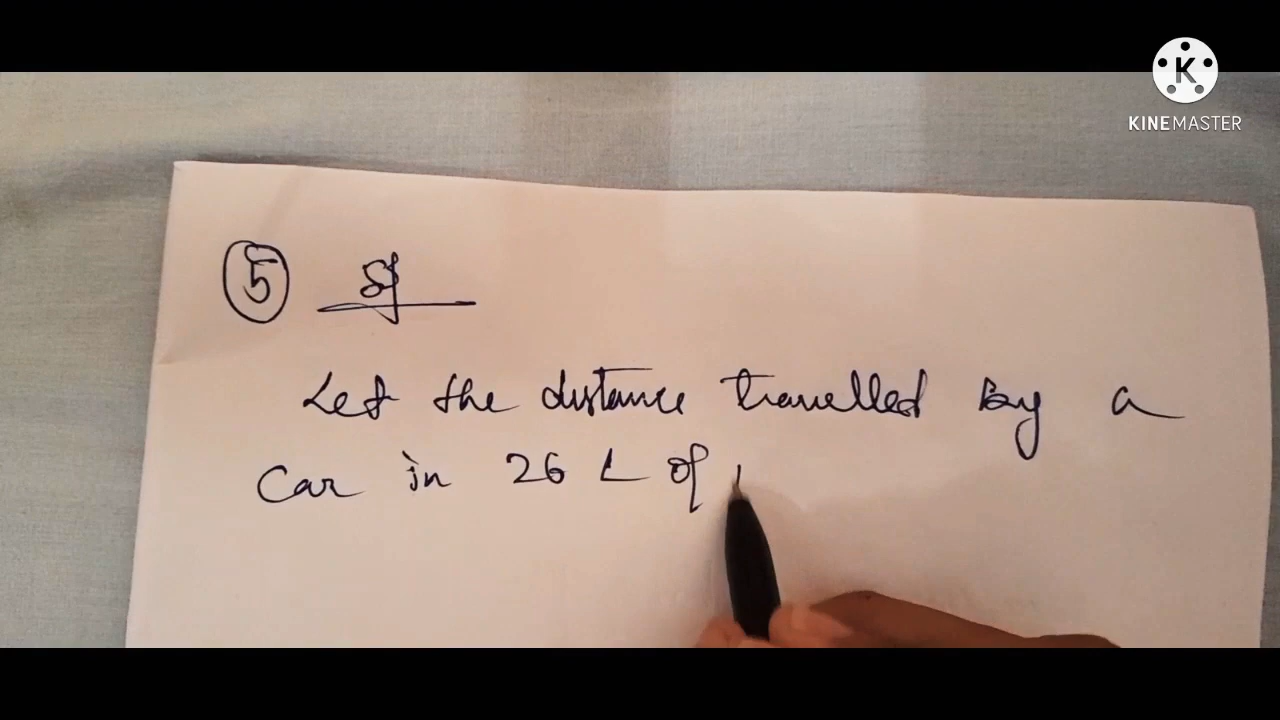 K
KINEMASTER
5 Sol
Let the distance travelled by a
Car in 26 L of